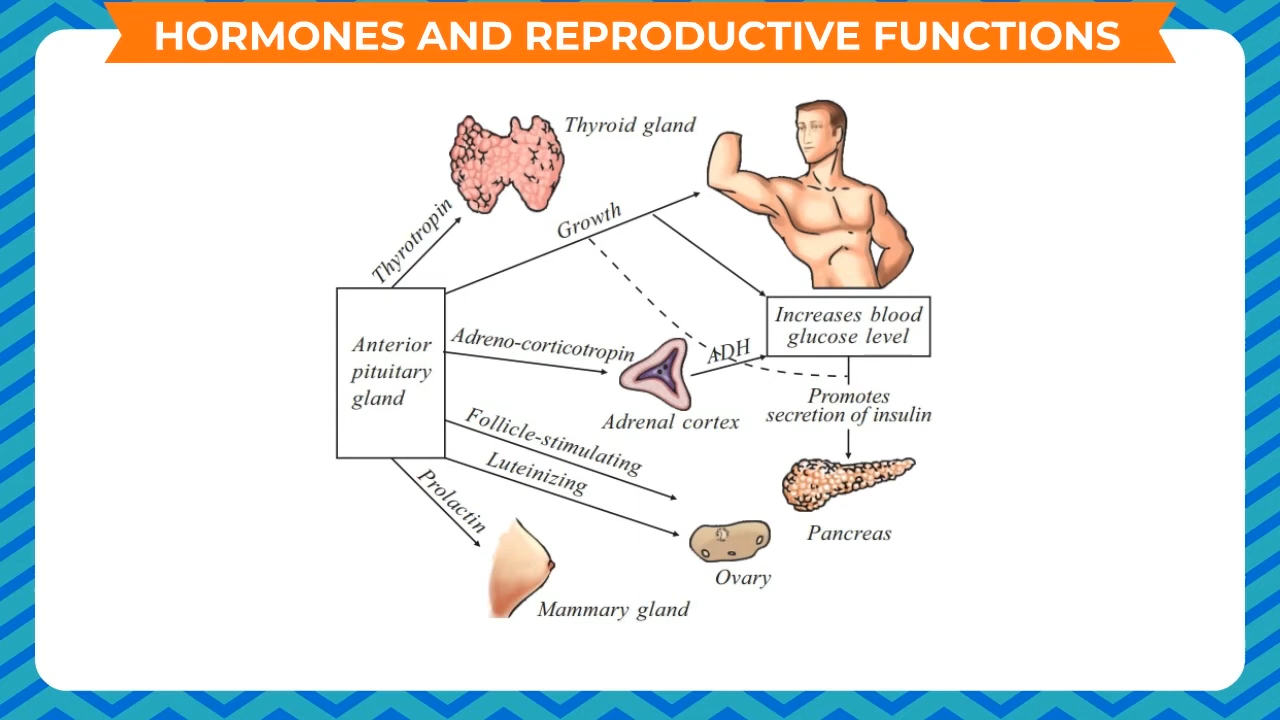 HORMONES AND REPRODUCTIVE FUNCTIONS
Thyroid gland
Thyrotropin
Growth
Increases blood
glucose level
Anterior
pituitary
gland
Adreno-corticotropin
ADH
Adrenal cortex
Promotes
secretion of insulin
Follicle-stimulating
Luteinizing
Prolactin
Pancreas
Ovary
Mammary gland